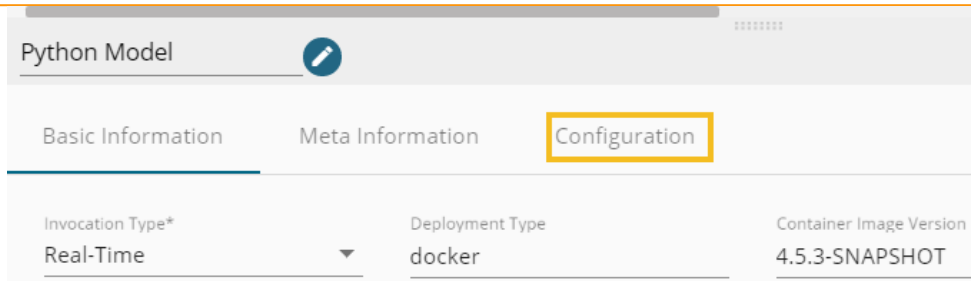 Python Model
Basic Information Meta Information Configuration
Invocation Type* Deployment Type Container Image Version
Real-Time docker 4.5.3-SNAPSHOT